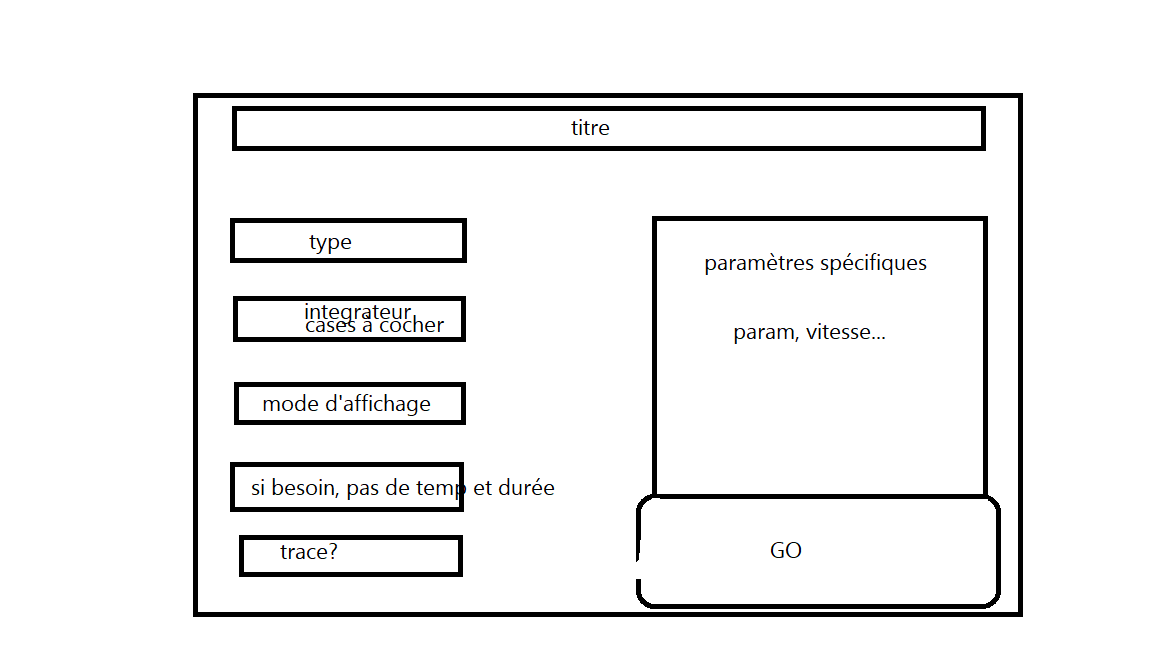 titre
type
integrateur
cases à cocher
mode d'affichage
si besoin, pas de temp et durée
trace?
paramètres spécifiques
param, vitesse...
GO